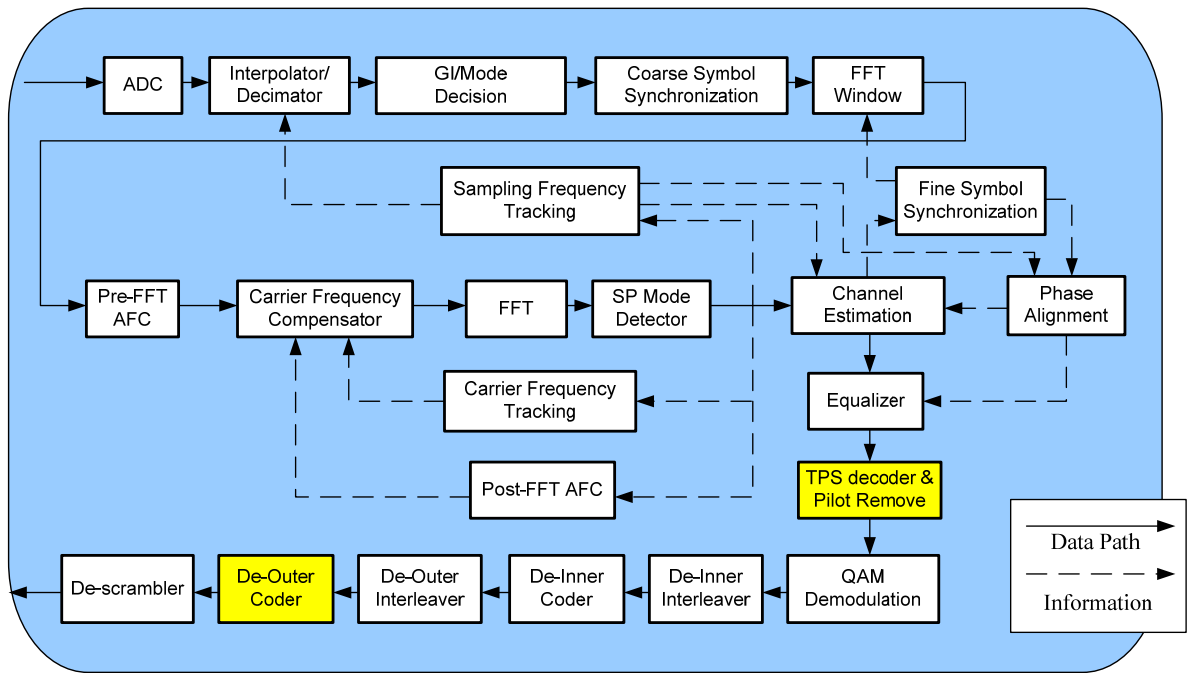 ADC
Interpolator/
Decimator
GI/Mode
Decision
Coarse Symbol
Synchronization
FFT
Window
Sampling Frequency
Tracking
Fine Symbol
Synchronization
Pre-FFT
AFC
Carrier Frequency
Compensator
FFT
SP Mode
Detector
Channel
Estimation
Phase
Alignment
Carrier Frequency
Tracking
Equalizer
Post-FFT AFC
TPS decoder &
Pilot Remove
De-scrambler
De-Outer
Coder
De-Outer
Interleaver
De-Inner
Coder
De-Inner
Interleaver
QAM
Demodulation
Data Path
Information